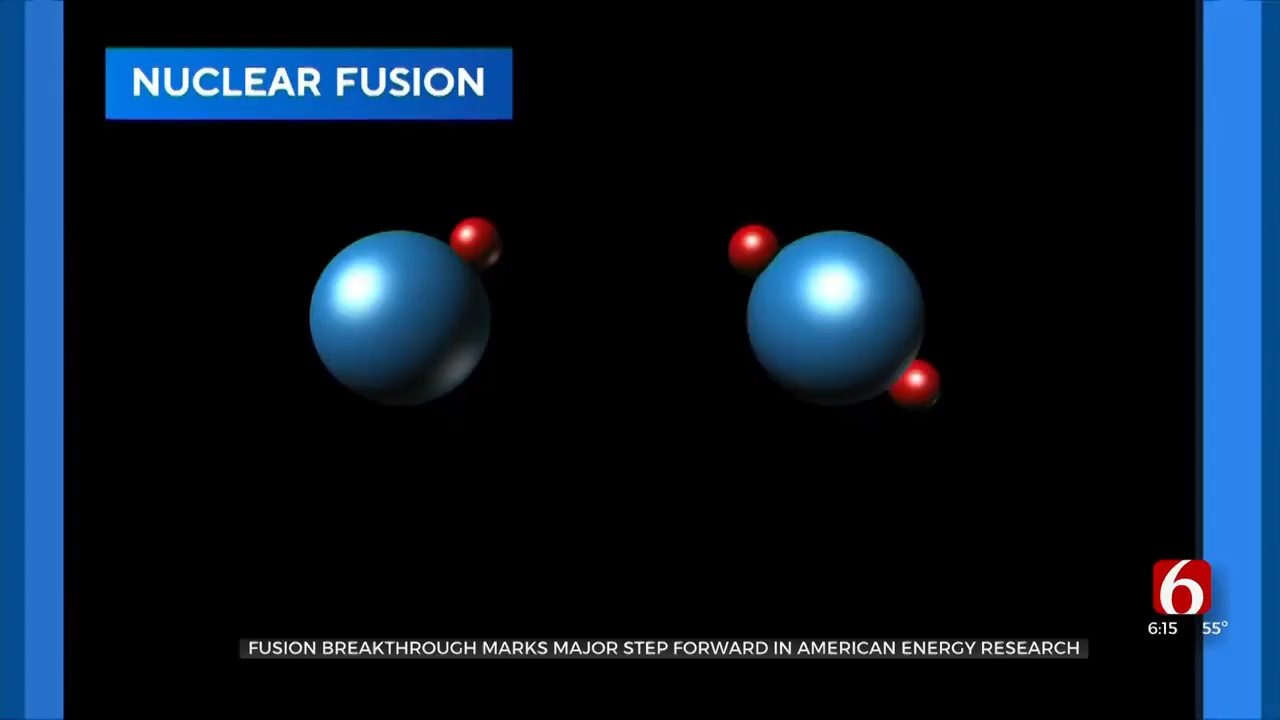 NUCLEAR FUSION
6
6:15 55°
FUSION BREAKTHROUGH MARKS MAJOR STEP FORWARD IN AMERICAN ENERGY RESEARCH